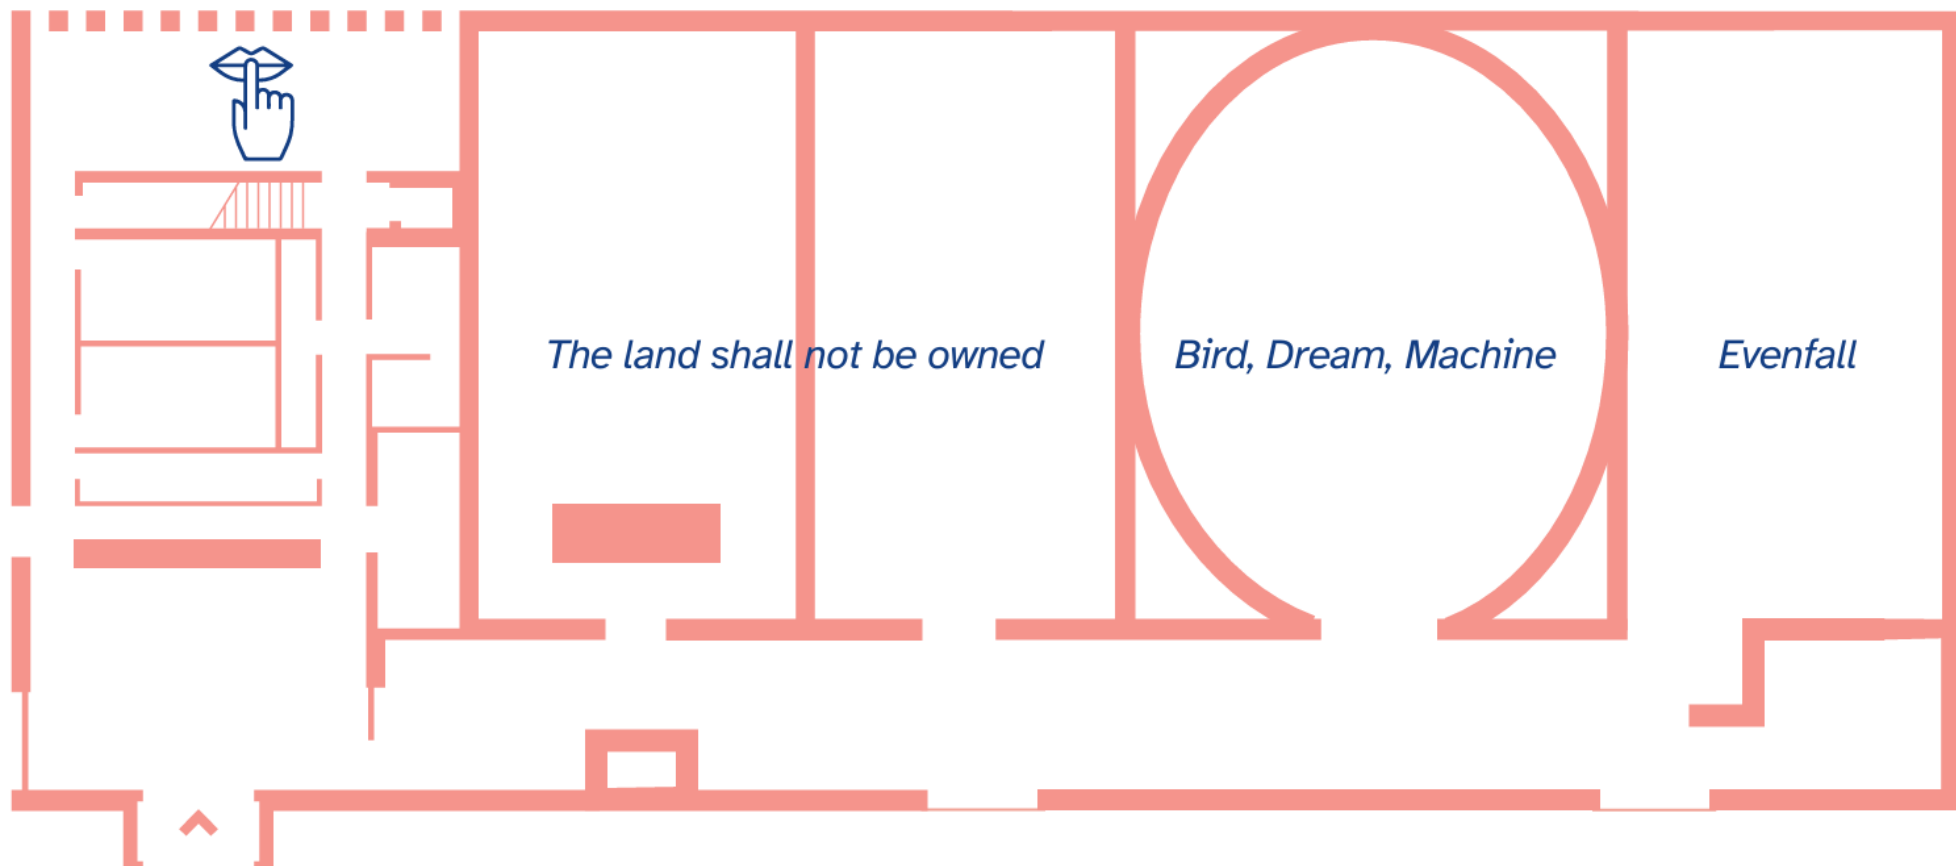 The land shall not be owned
Bird, Dream, Machine
Evenfall